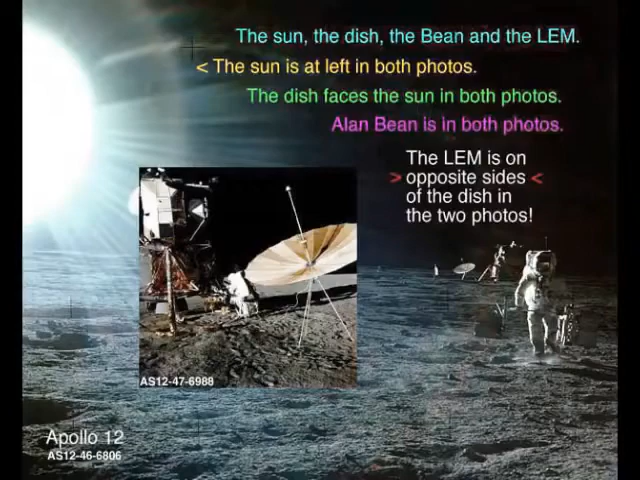 The sun, the dish, the Bean and the LEM.
< The sun is at left in both photos.
The dish faces the sun in both photos.
Alan Bean is in both photos.
The LEM is on
> opposite sides <
of the dish in
the two photos!
AS12-47-6988
Apollo 12
AS12-46-6806